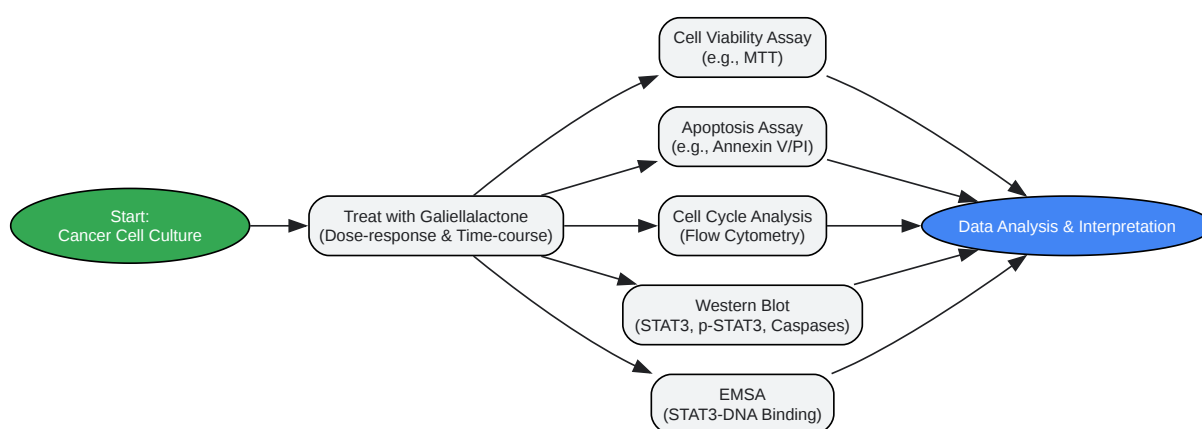 Start:
Cancer Cell Culture
Treat with Galiellalactone
(Dose-response & Time-course)
Cell Viability Assay
(e.g., MTT)
Apoptosis Assay
(e.g., Annexin V/PI)
Cell Cycle Analysis
(Flow Cytometry)
Western Blot
(STAT3, p-STAT3, Caspases)
EMSA
(STAT3-DNA Binding)
Data Analysis & Interpretation